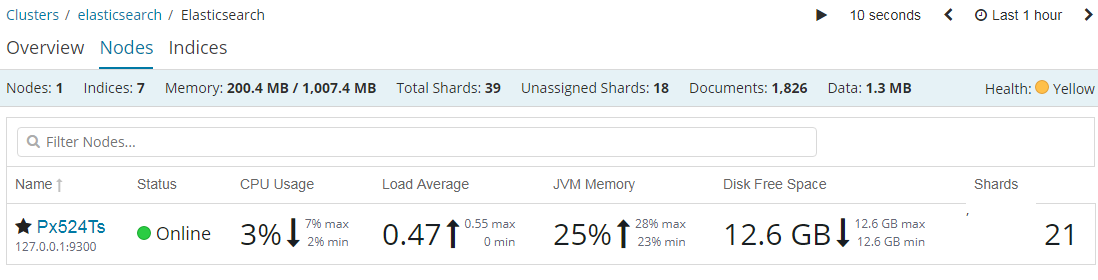 Clusters / elasticsearch / Elasticsearch 10 seconds Last 1 hour
Overview Nodes Indices
Nodes: 1 Indices: 7 Memory: 200.4 MB / 1,007.4 MB Total Shards: 39 Unassigned Shards: 18 Documents: 1,826 Data: 1.3 MB Health: Yellow
Filter Nodes...
Name Status CPU Usage Load Average JVM Memory Disk Free Space Shards
Px524Ts
127.0.0.1:9300
Online
3% 7% max
2% min
0.47 0.55 max
0 min
25% 28% max
23% min
12.6 GB 12.6 GB max
12.6 GB min
21